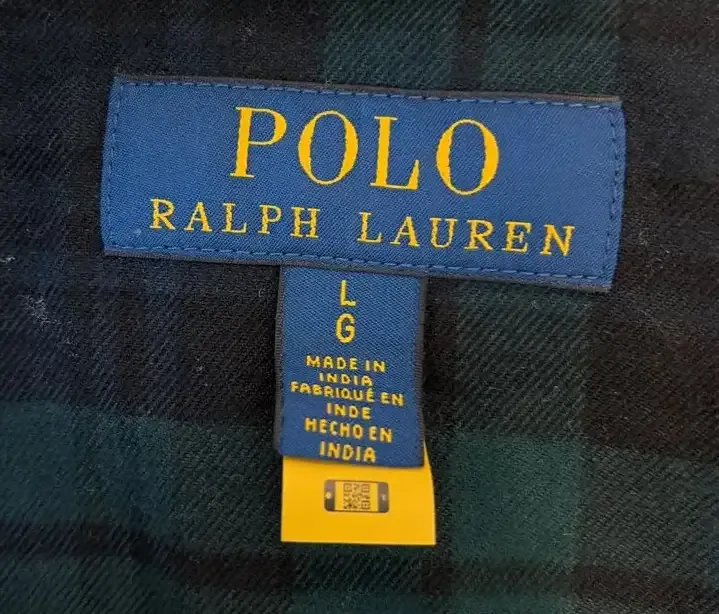 POLO
RALPH LAUREN
L
G
MADE IN
INDIA
FABRIQUÉ EN
INDE
HECHO EN
INDIA